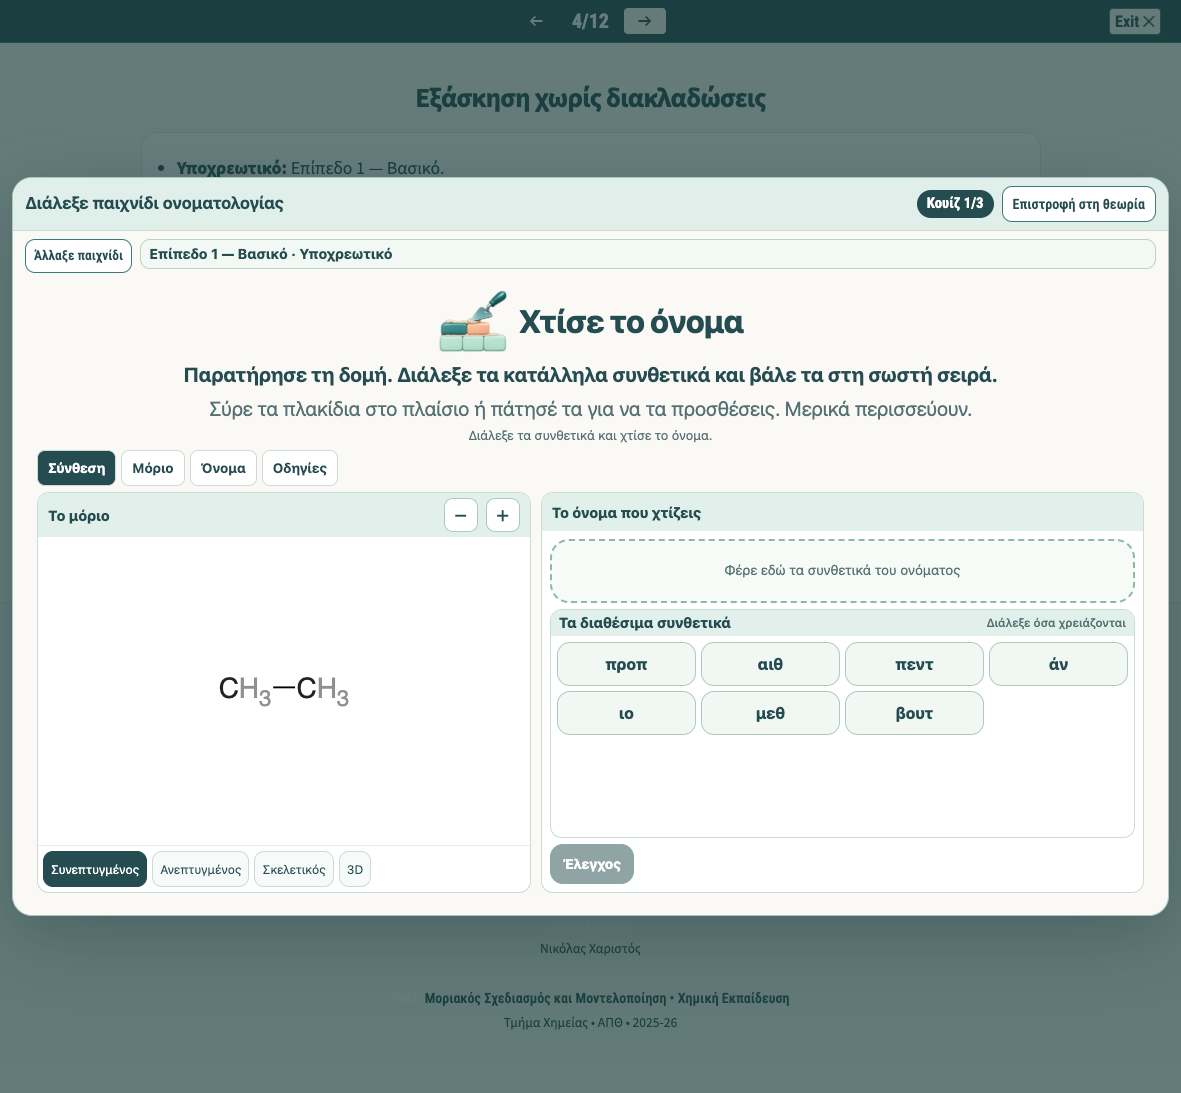 ← 4/12 → Exit ×
Εξάσκηση χωρίς διακλαδώσεις
• Υποχρεωτικό: Επίπεδο 1 — Βασικό.
Διάλεξε παιχνίδι ονοματολογίας
Κουίζ 1/3
Επιστροφή στη θεωρία
Άλλαξε παιχνίδι
Επίπεδο 1 — Βασικό · Υποχρεωτικό
Χτίσε το όνομα
Παρατήρησε τη δομή. Διάλεξε τα κατάλληλα συνθετικά και βάλε τα στη σωστή σειρά.
Σύρε τα πλακίδια στο πλαίσιο ή πάτησέ τα για να τα προσθέσεις. Μερικά περισσεύουν.
Διάλεξε τα συνθετικά και χτίσε το όνομα.
Σύνθεση Μόριο Όνομα Οδηγίες
Το μόριο − +
CH3—CH3
Συνεπτυγμένος Ανεπτυγμένος Σκελετικός 3D
Το όνομα που χτίζεις
Φέρε εδώ τα συνθετικά του ονόματος
Τα διαθέσιμα συνθετικά Διάλεξε όσα χρειάζονται
προπ αιθ πεντ άν
ιο μεθ βουτ
Έλεγχος
Νικόλας Χαριστός
Μοριακός Σχεδιασμός και Μοντελοποίηση • Χημική Εκπαίδευση
Τμήμα Χημείας • ΑΠΘ • 2025-26